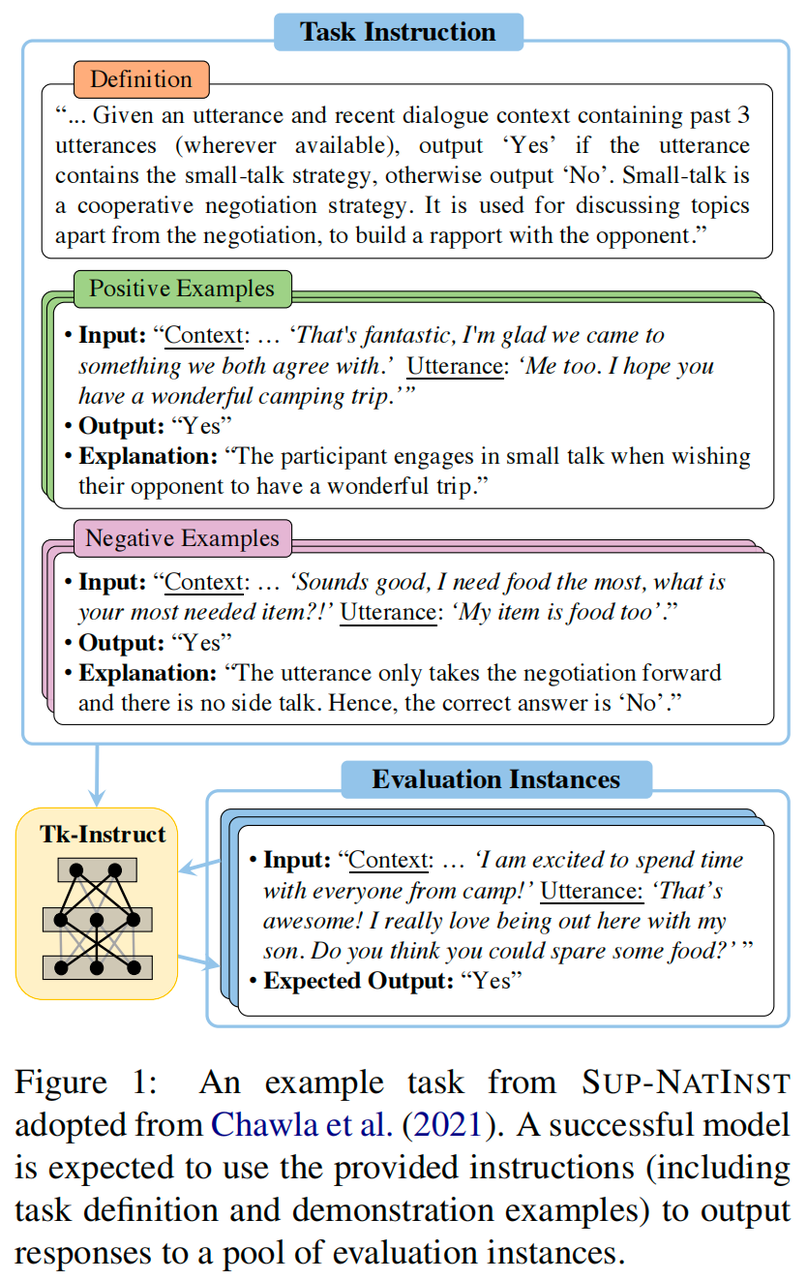 Task Instruction
Definition
“... Given an utterance and recent dialogue context containing past 3
utterances (wherever available), output ‘Yes’ if the utterance
contains the small-talk strategy, otherwise output ‘No’. Small-talk is
a cooperative negotiation strategy. It is used for discussing topics
apart from the negotiation, to build a rapport with the opponent.”
Positive Examples
• Input: “Context: … ‘That's fantastic, I'm glad we came to
something we both agree with.’ Utterance: ‘Me too. I hope you
have a wonderful camping trip.’”
• Output: “Yes”
• Explanation: “The participant engages in small talk when wishing
their opponent to have a wonderful trip.”
Negative Examples
• Input: “Context: … ‘Sounds good, I need food the most, what is
your most needed item?!’ Utterance: ‘My item is food too’.”
• Output: “Yes”
• Explanation: “The utterance only takes the negotiation forward
and there is no side talk. Hence, the correct answer is ‘No’.”
Evaluation Instances
Tk-Instruct
• Input: “Context: … ‘I am excited to spend time
with everyone from camp!’ Utterance: ‘That’s
awesome! I really love being out here with my
son. Do you think you could spare some food?’ ”
• Expected Output: “Yes”
Figure 1: An example task from SUP-NATINST
adopted from Chawla et al. (2021). A successful model
is expected to use the provided instructions (including
task definition and demonstration examples) to output
responses to a pool of evaluation instances.